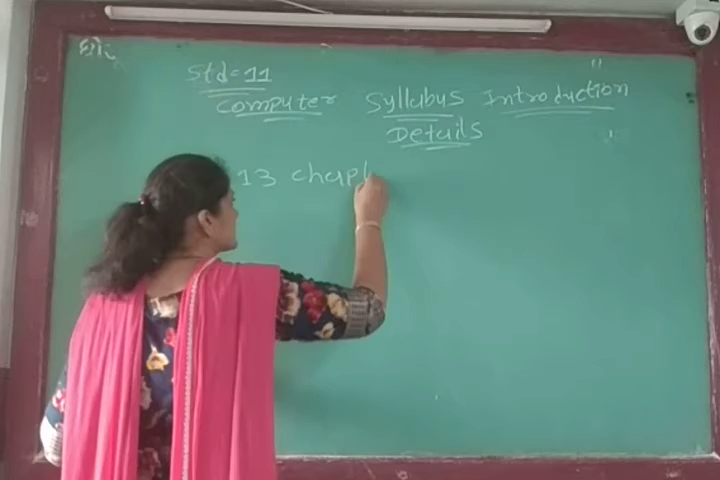 Std=11
Computer Syllabus Introduction
Details
13 chapt